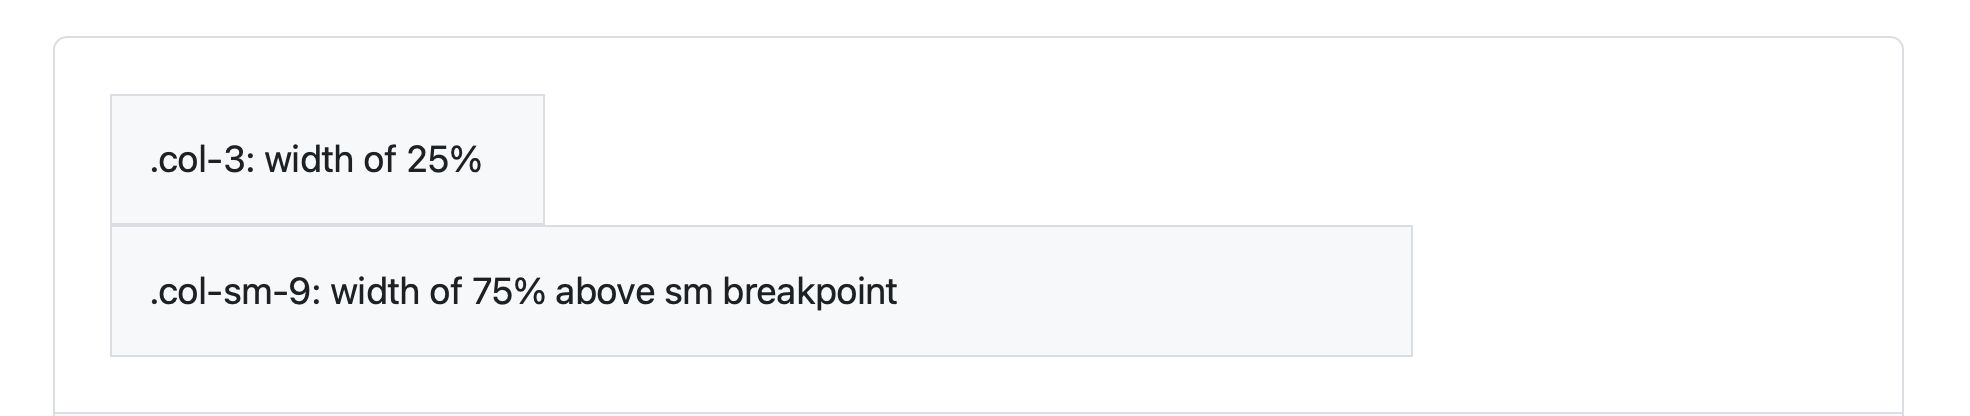 .col-3: width of 25%
.col-sm-9: width of 75% above sm breakpoint